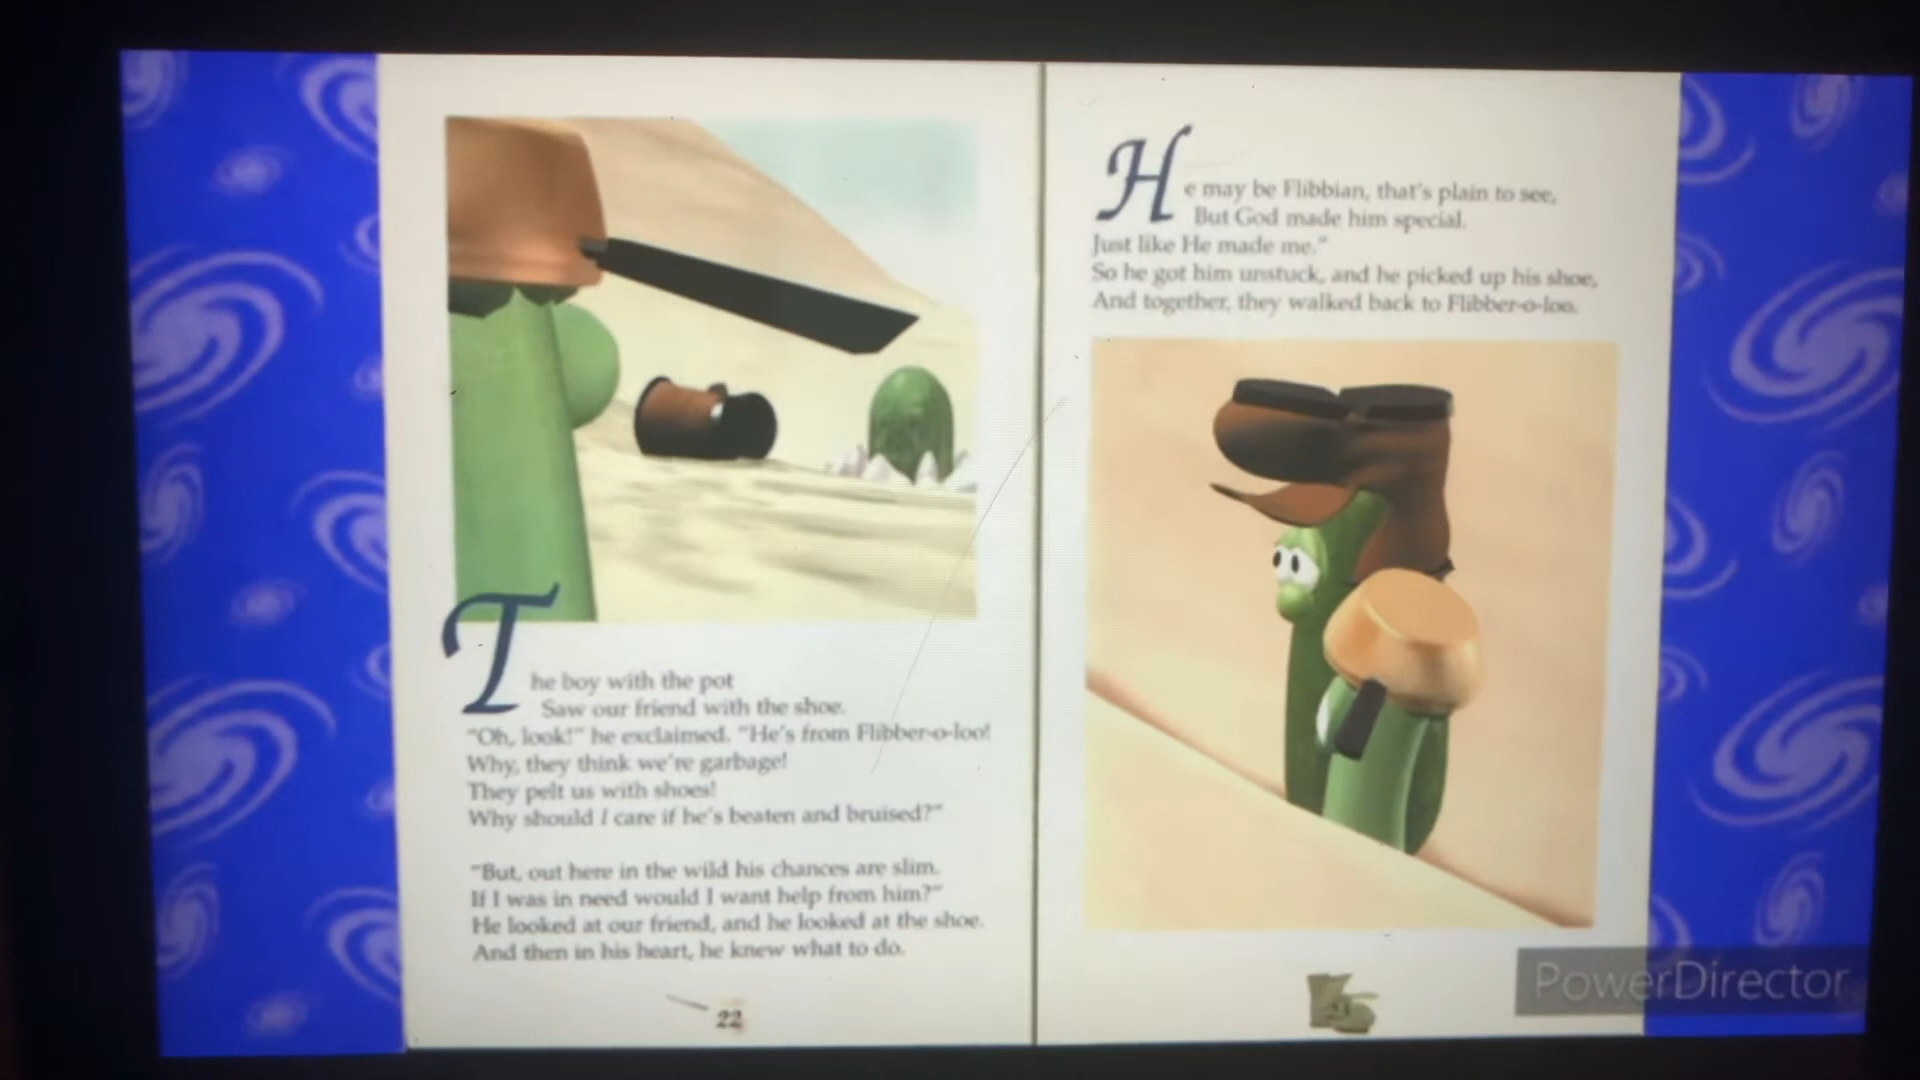 The boy with the pot
Saw our friend with the shoe.
"Oh, look!" he exclaimed. "He's from Flibber-o-loo!
Why, they think we're garbage!
They pelt us with shoes!
Why should I care if he's beaten and bruised?"
"But, out here in the wild his chances are slim.
If I was in need would I want help from him?"
He looked at our friend, and he looked at the shoe.
And then in his heart, he knew what to do.
22
He may be Flibbian, that's plain to see,
But God made him special.
Just like He made me."
So he got him unstuck, and he picked up his shoe,
And together, they walked back to Flibber-o-loo.
PowerDirector